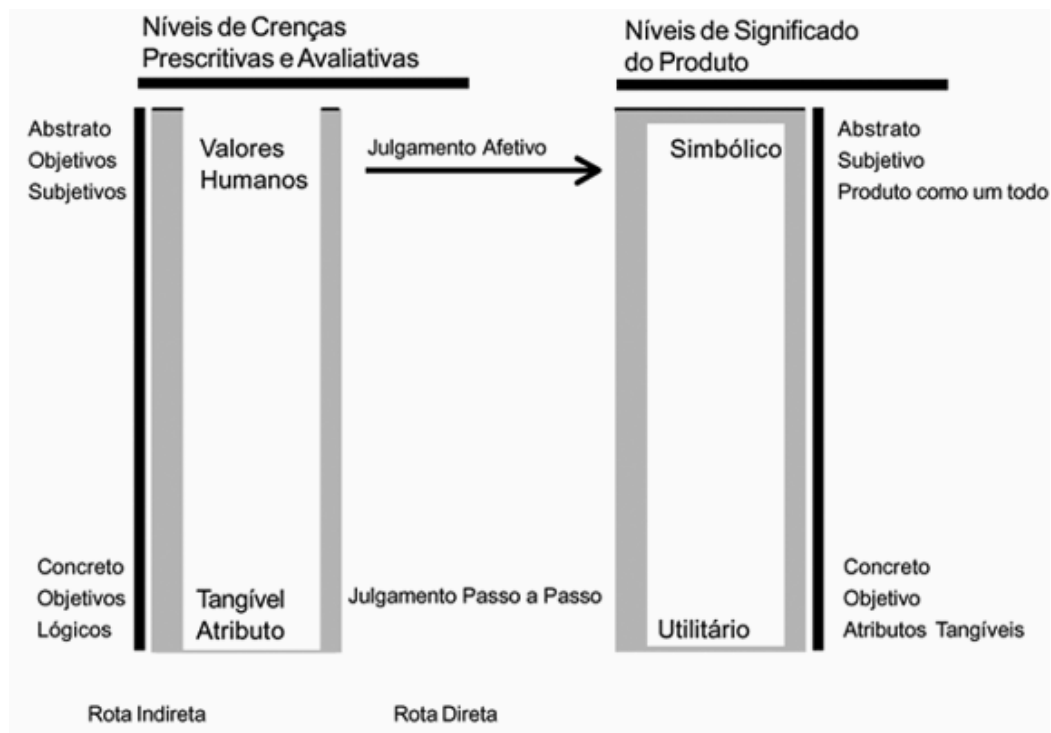 Níveis de Crenças
Prescritivas e Avaliativas
Níveis de Significado
do Produto
Abstrato
Objetivos
Subjetivos
Valores
Humanos
Julgamento Afetivo
Simbólico
Abstrato
Subjetivo
Produto como um todo
Concreto
Objetivos
Lógicos
Tangível
Atributo
Julgamento Passo a Passo
Utilitário
Concreto
Objetivo
Atributos Tangíveis
Rota Indireta
Rota Direta